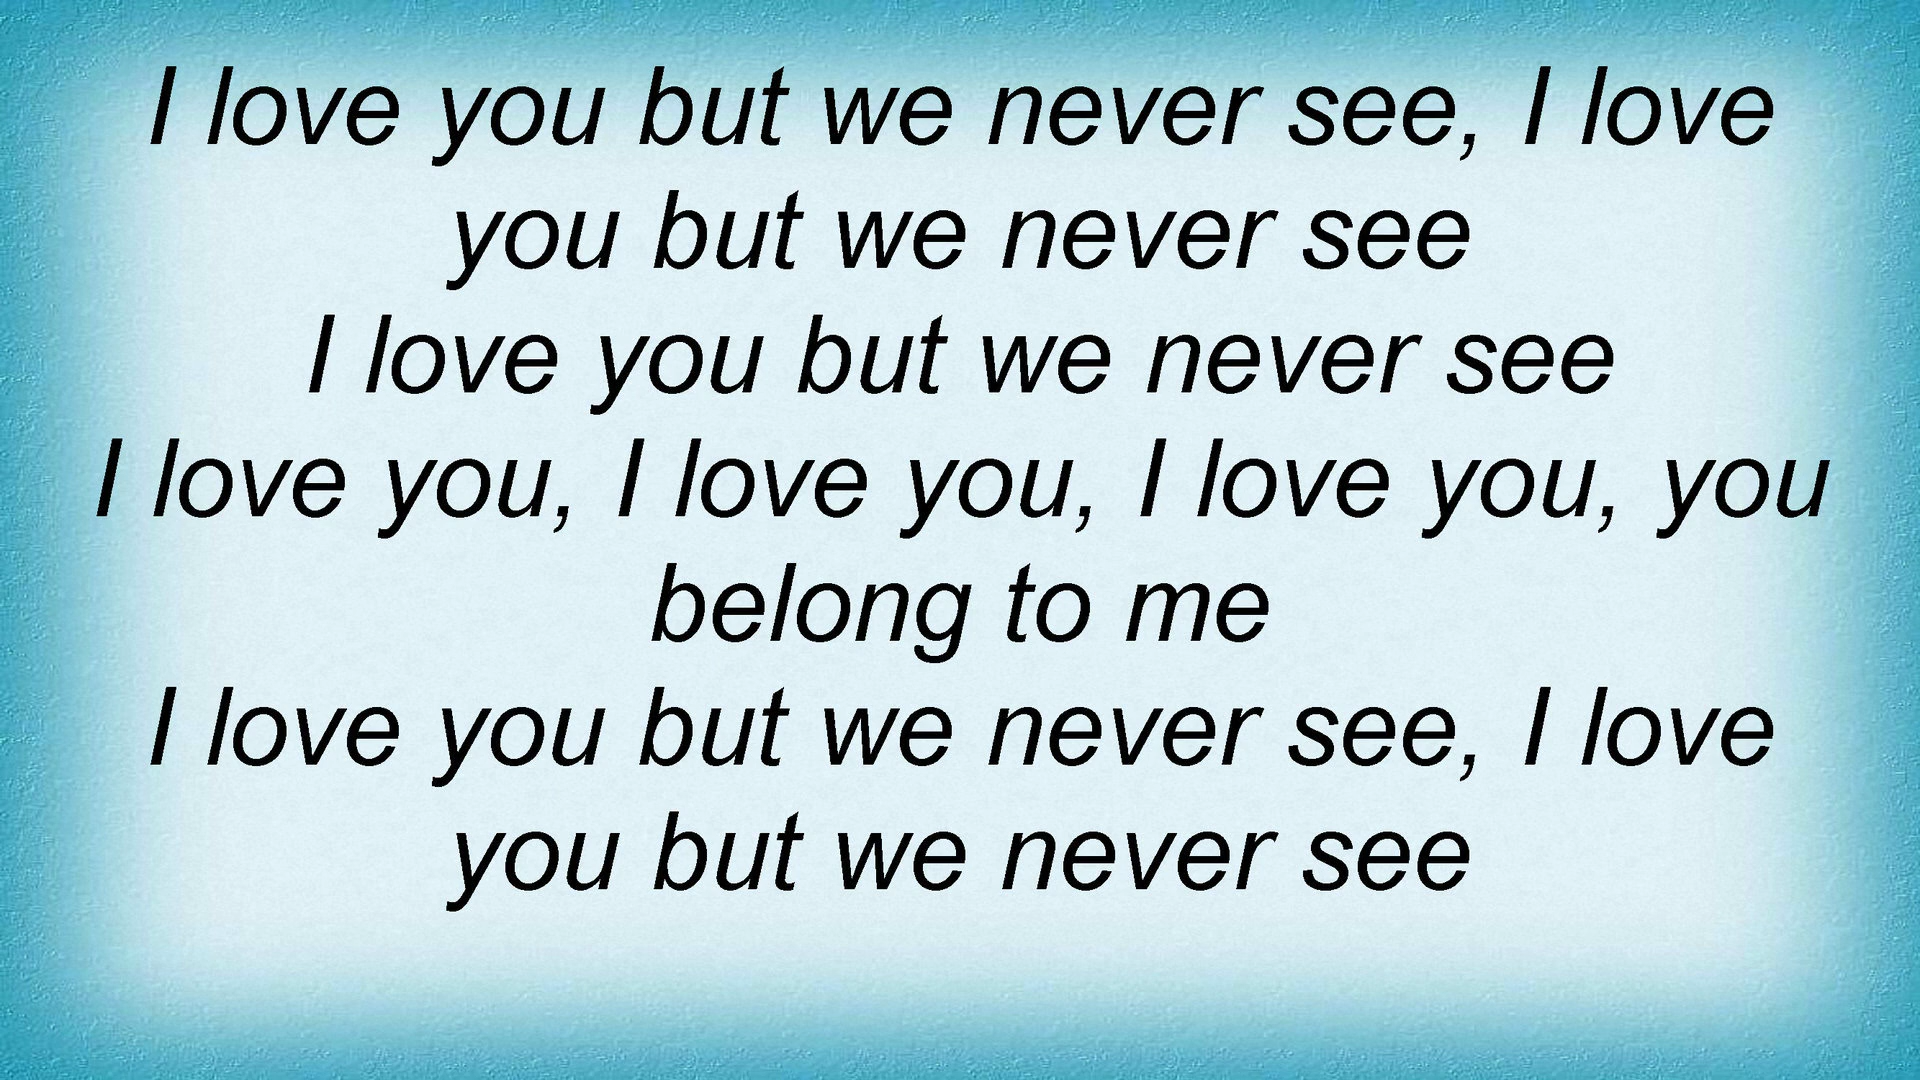 I love you but we never see, I love
you but we never see
I love you but we never see
I love you, I love you, I love you, you
belong to me
I love you but we never see, I love
you but we never see